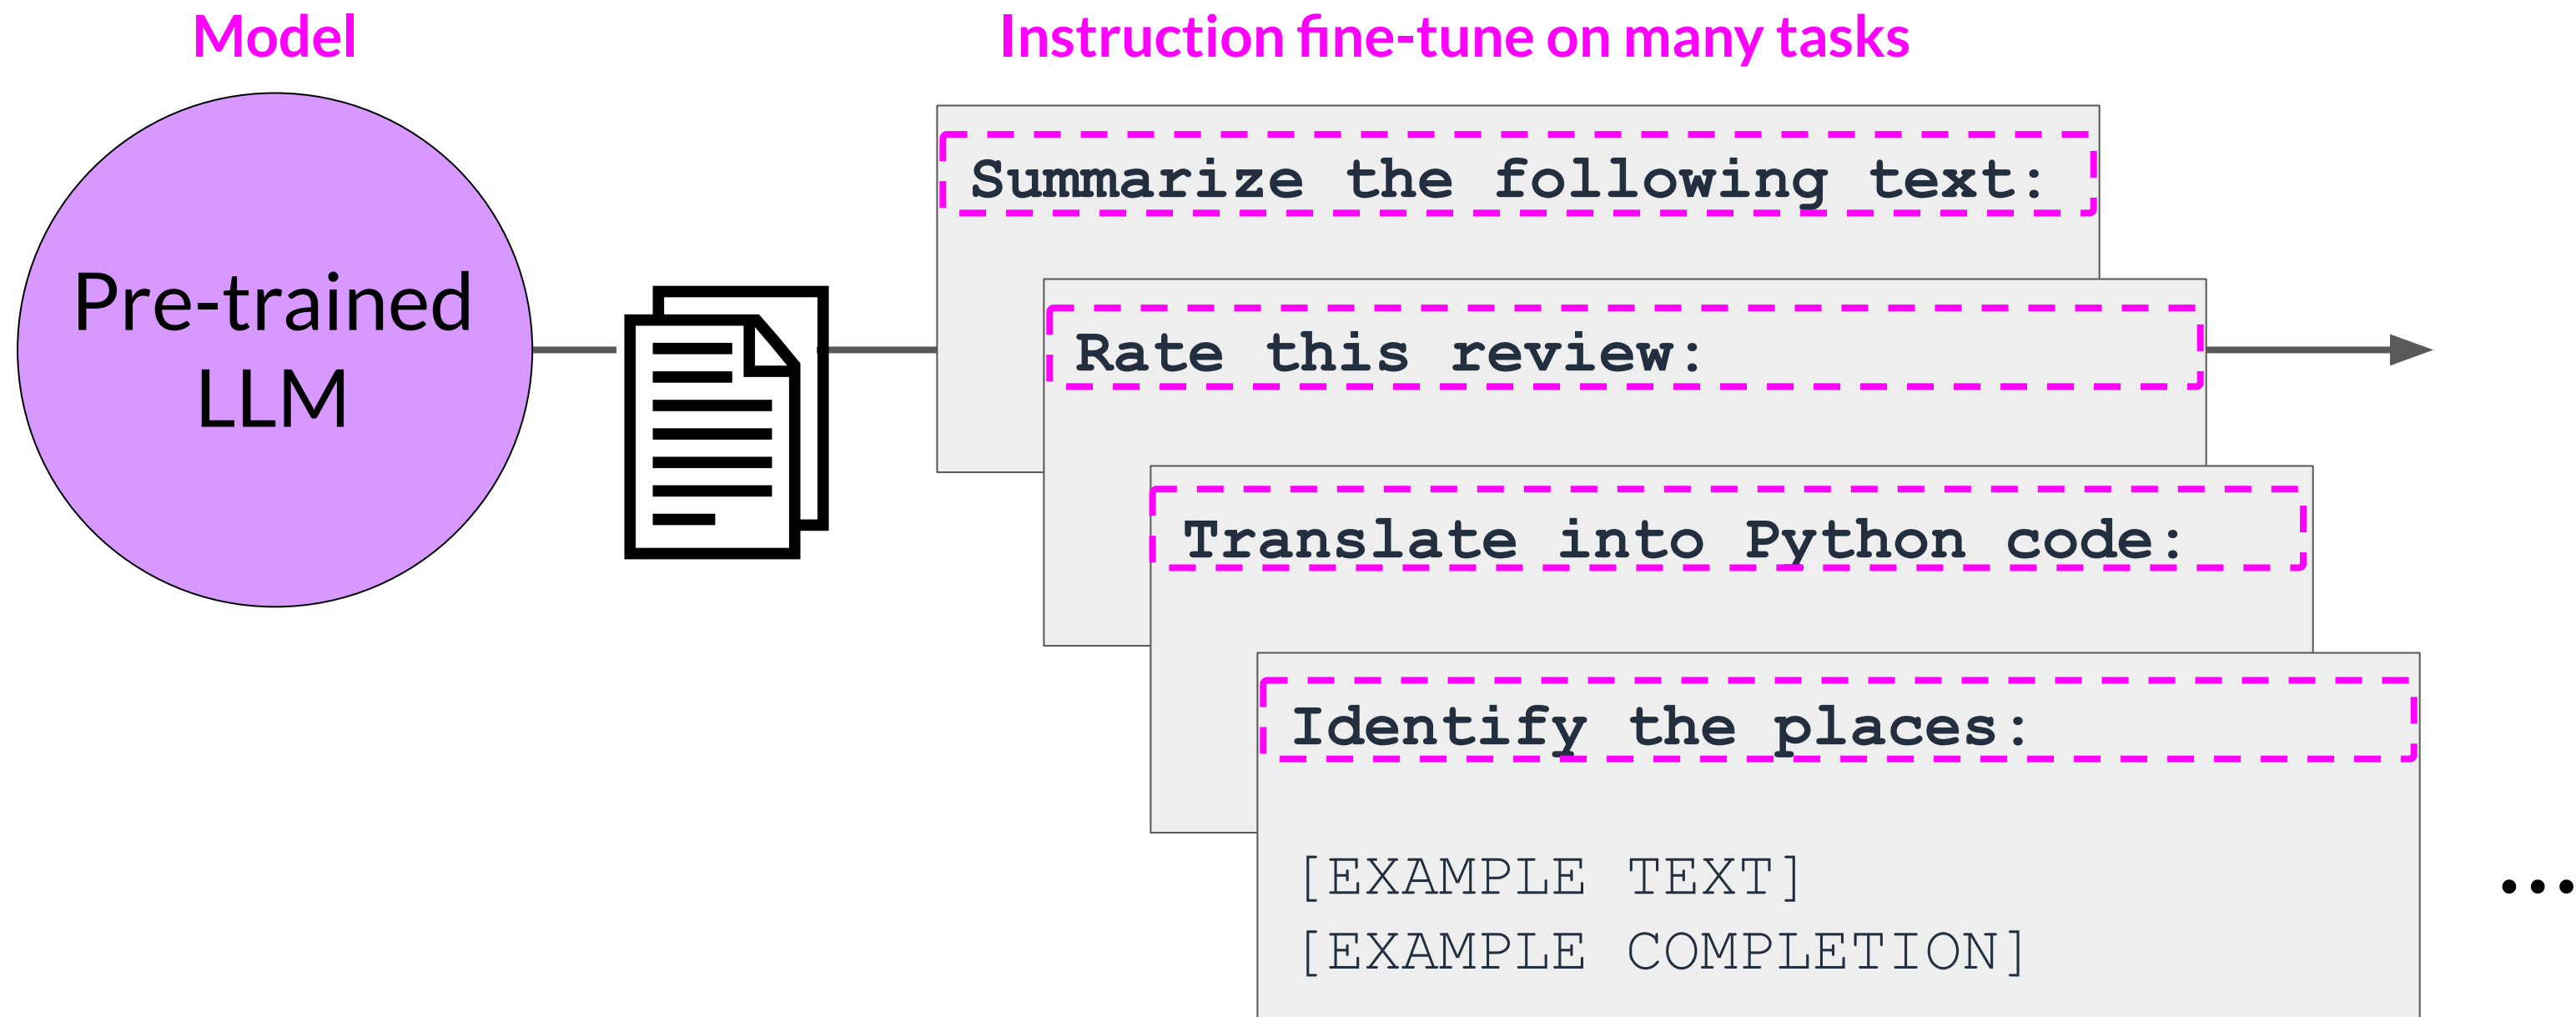 Model
Instruction fine-tune on many tasks
Pre-trained
LLM
Summarize the following text:
Rate this review:
Translate into Python code:
Identify the places:
[EXAMPLE TEXT]
[EXAMPLE COMPLETION]
...